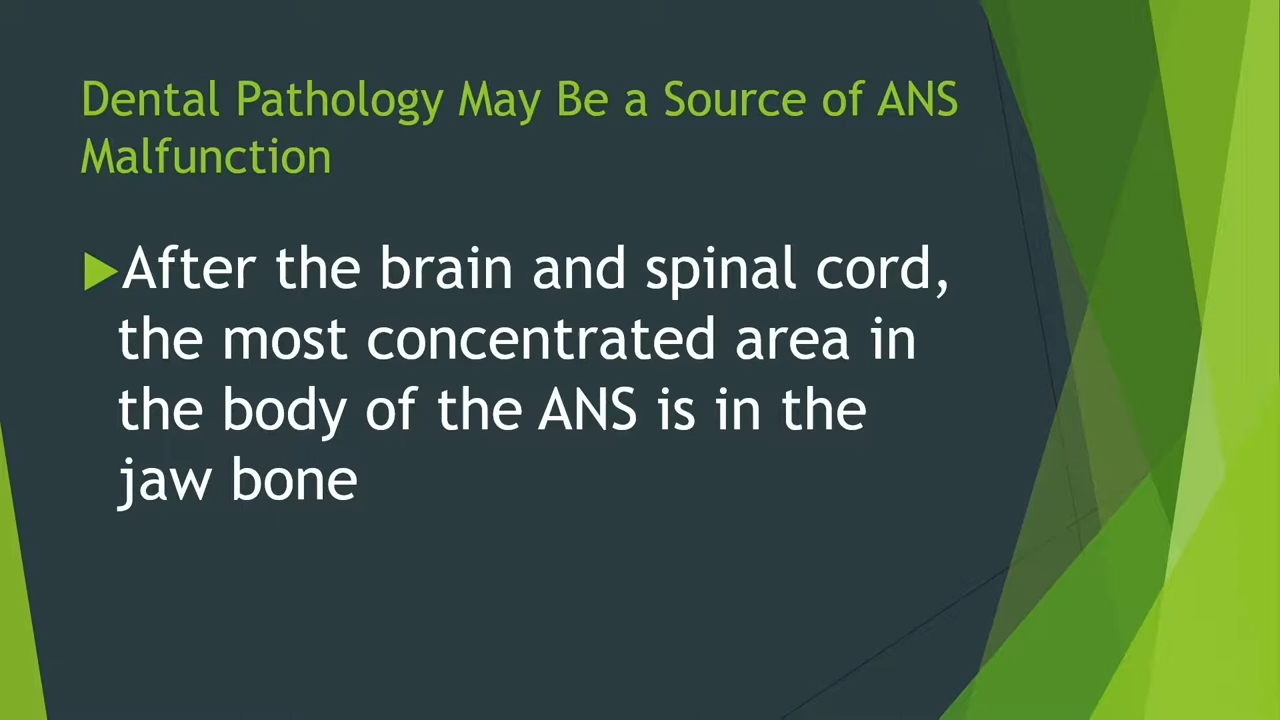 Dental Pathology May Be a Source of ANS
Malfunction
After the brain and spinal cord,
the most concentrated area in
the body of the ANS is in the
jaw bone